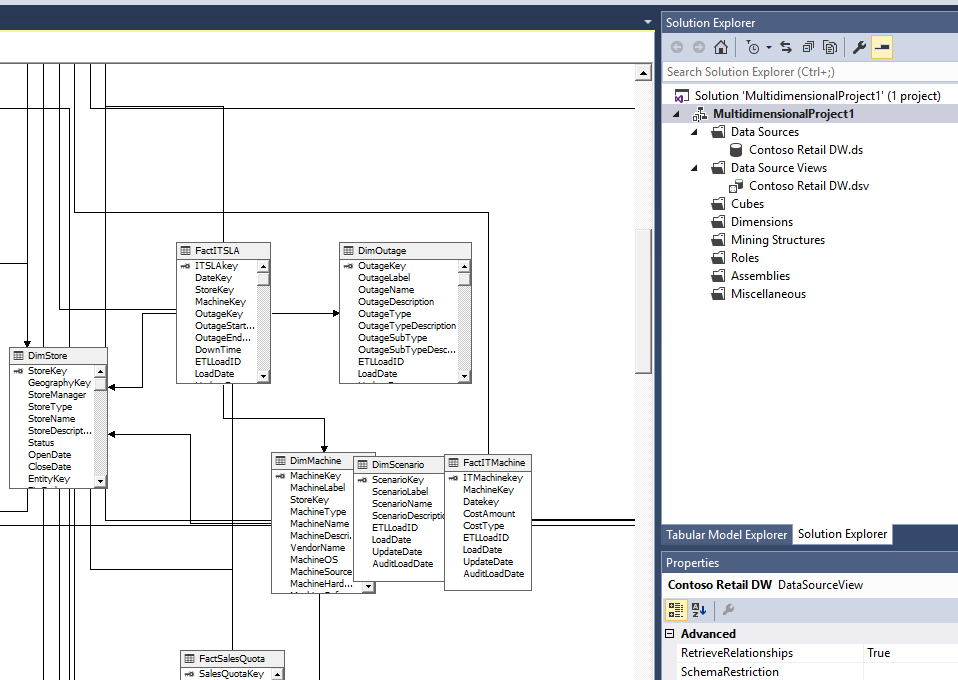 FactITSLA
ITSLAkey
DateKey
StoreKey
MachineKey
OutageKey
OutageStart...
OutageEnd...
DownTime
ETLLoadID
LoadDate
DimOutage
OutageKey
OutageLabel
OutageName
OutageDescription
OutageType
OutageTypeDescription
OutageSubType
OutageSubTypeDesc...
ETLLoadID
LoadDate
DimStore
StoreKey
GeographyKey
StoreManager
StoreType
StoreName
StoreDescript...
Status
OpenDate
CloseDate
EntityKey
DimMachine
MachineKey
MachineLabel
StoreKey
MachineType
MachineName
MachineDescri.
VendorName
MachineOS
MachineSource
MachineHard...
DimScenario
ScenarioKey
ScenarioLabel
ScenarioName
ScenarioDescriptic
ETLLoadID
LoadDate
UpdateDate
AuditLoadDate
FactITMachine
ITMachinekey
MachineKey
Datekey
CostAmount
CostType
ETLLoadID
LoadDate
UpdateDate
AuditLoadDate
FactSalesQuota
SalesQuotaKey
Solution Explorer
Search Solution Explorer (Ctrl+;)
Solution 'MultidimensionalProject1' (1 project)
MultidimensionalProject1
Data Sources
Contoso Retail DW.ds
Data Source Views
Contoso Retail DW.dsv
Cubes
Dimensions
Mining Structures
Roles
Assemblies
Miscellaneous
Tabular Model Explorer Solution Explorer
Properties
Contoso Retail DW DataSourceView
Advanced
RetrieveRelationships True
SchemaRestriction